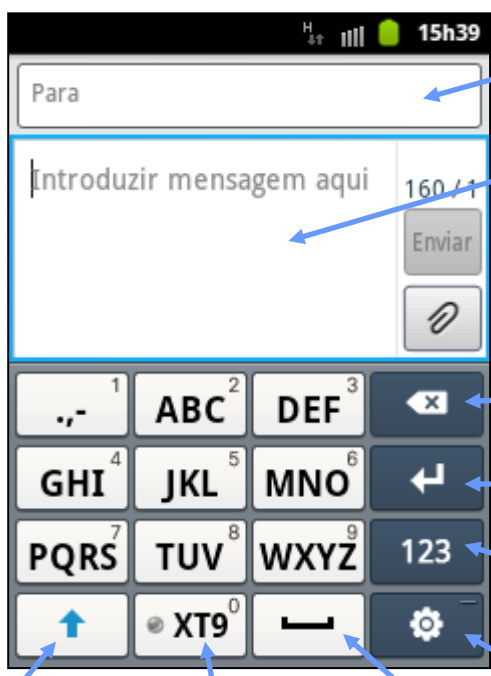 H 15h39
Para
Introduzir mensagem aqui 160 / 1
Enviar
.,- 1 ABC 2 DEF 3
GHI 4 JKL 5 MNO 6
PQRS 7 TUV 8 WXYZ 9 123
XT9 0